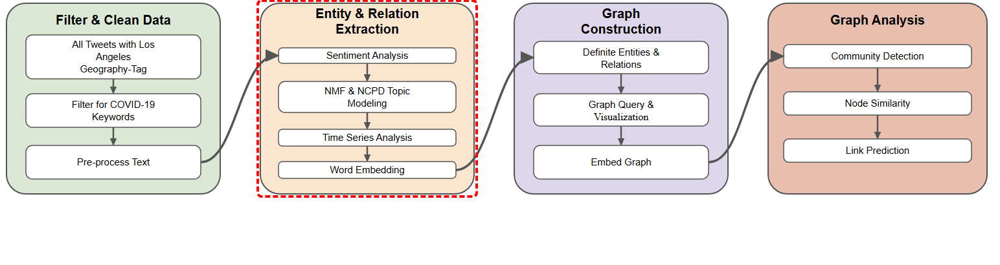 Filter & Clean Data
All Tweets with Los
Angeles
Geography-Tag
Filter for COVID-19
Keywords
Pre-process Text
Entity & Relation
Extraction
Sentiment Analysis
NMF & NCPD Topic
Modeling
Time Series Analysis
Word Embedding
Graph
Construction
Definite Entities &
Relations
Graph Query &
Visualization
Embed Graph
Graph Analysis
Community Detection
Node Similarity
Link Prediction